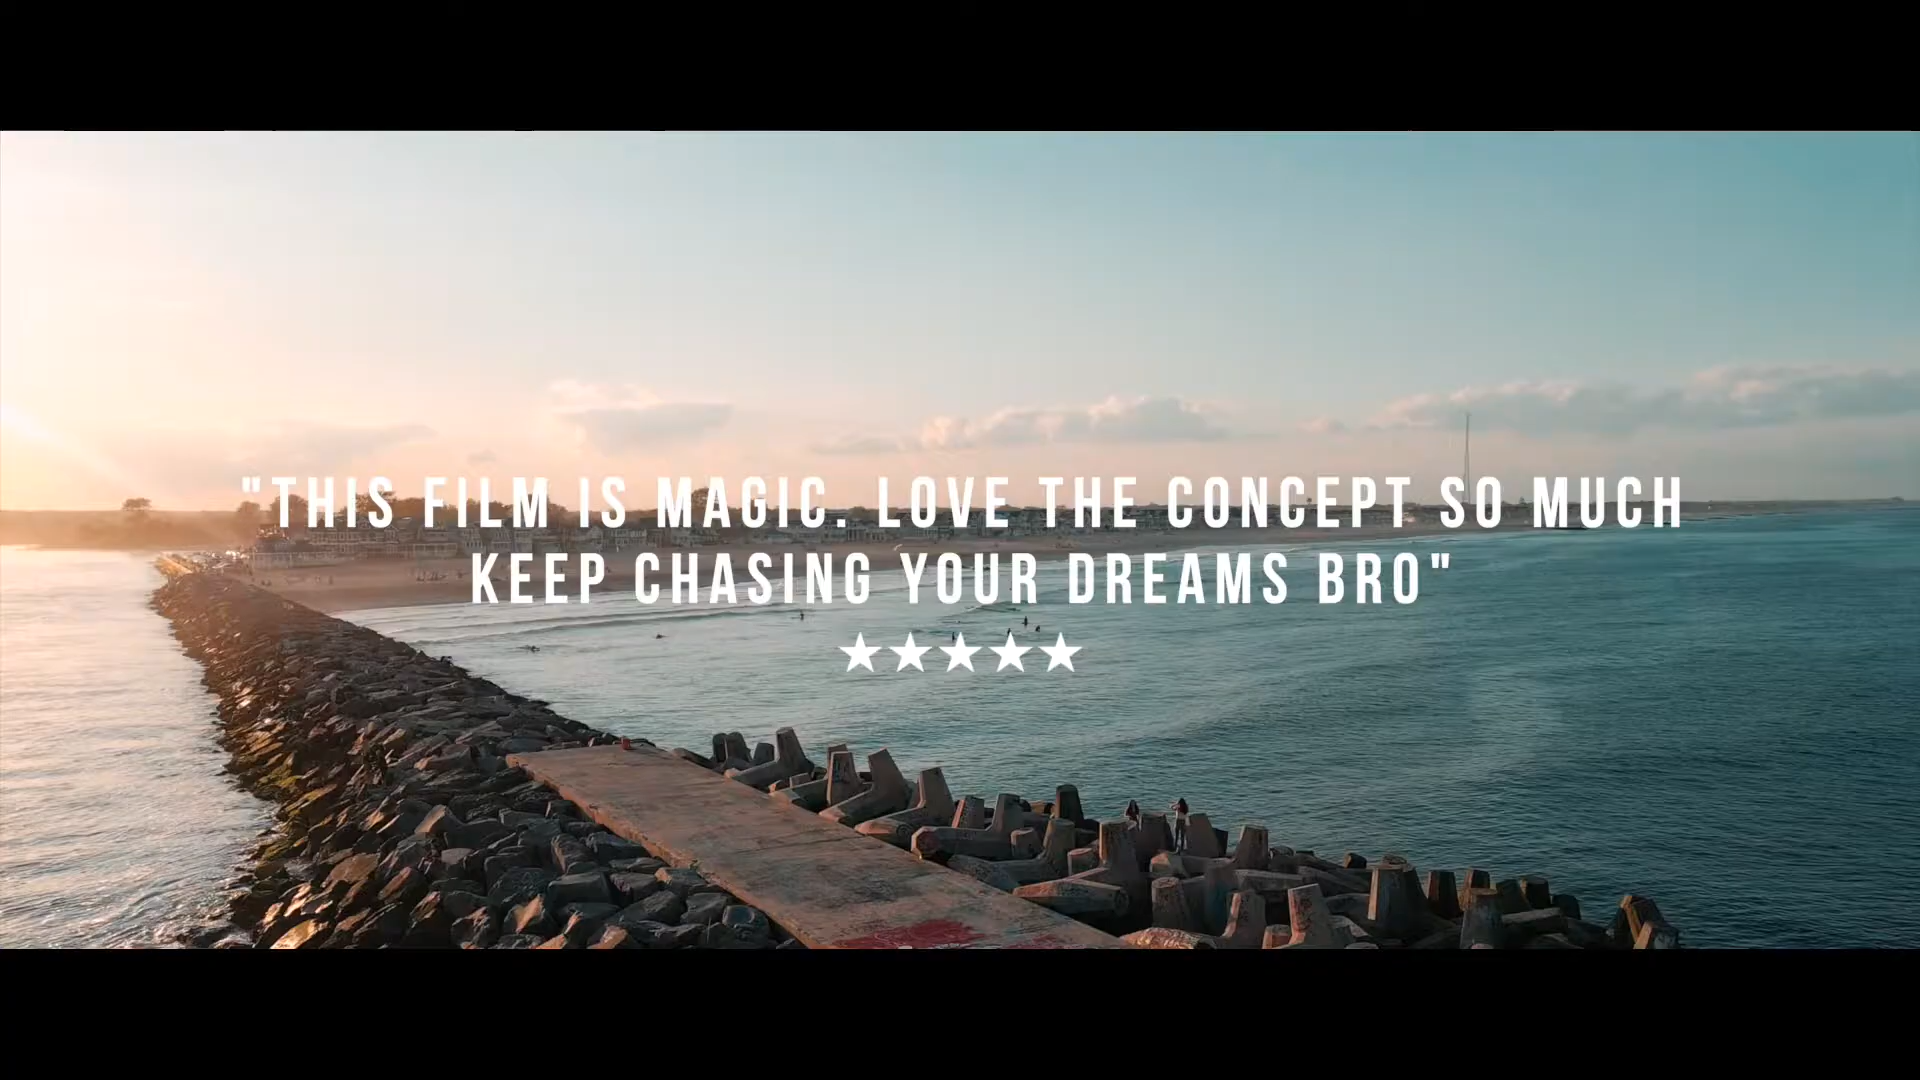 "THIS FILM IS MAGIC. LOVE THE CONCEPT SO MUCH
KEEP CHASING YOUR DREAMS BRO"
★★★★★